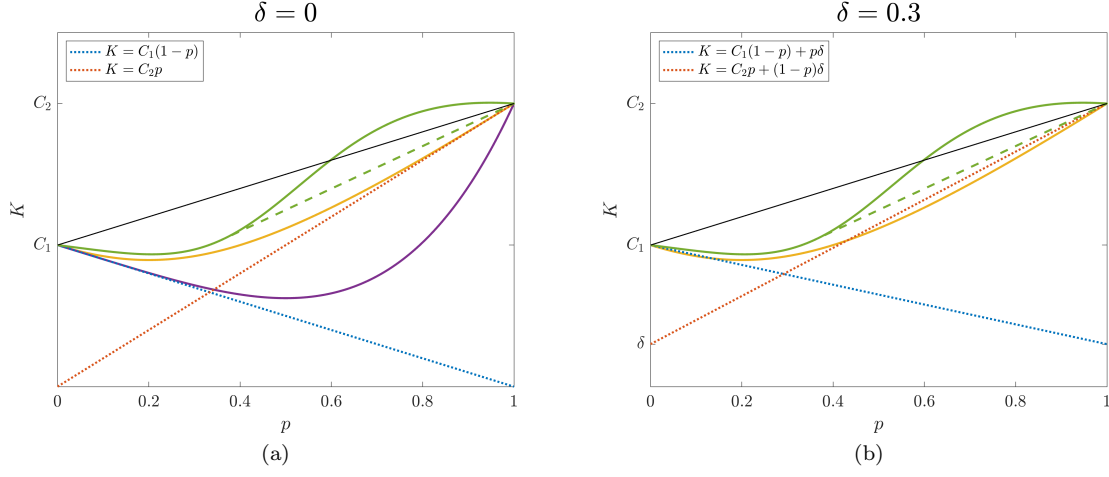 δ = 0
K = C₁(1 − p)
K = C₂p
C₂
K
C₁
0
0.2
0.4
0.6
0.8
1
p
(a)
δ = 0.3
K = C₁(1 − p) + pδ
K = C₂p + (1 − p)δ
C₂
K
C₁
δ
0
0.2
0.4
0.6
0.8
1
p
(b)